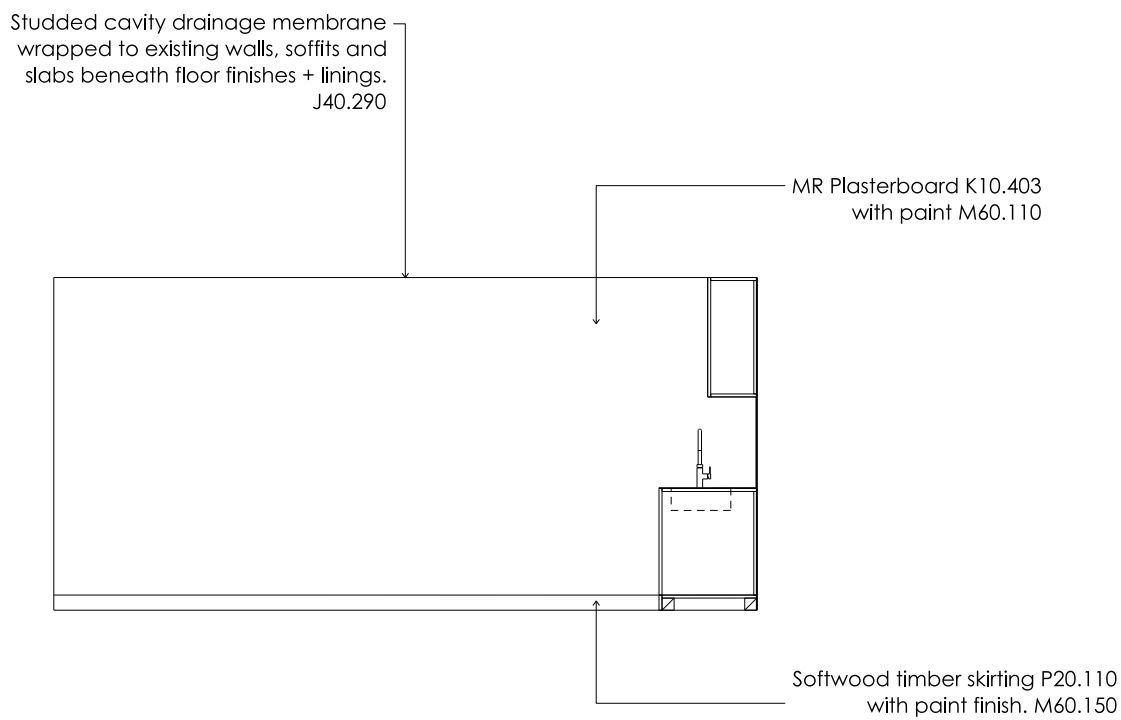 Studded cavity drainage membrane
wrapped to existing walls, soffits and
slabs beneath floor finishes + linings.
J40.290
MR Plasterboard K10.403
with paint M60.110
Softwood timber skirting P20.110
with paint finish. M60.150